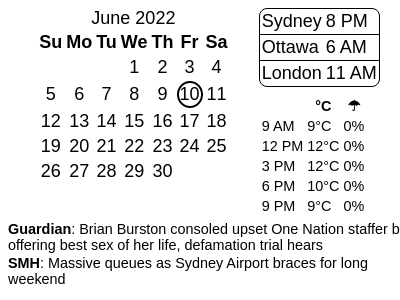 June 2022
Su Mo Tu We Th Fr Sa
1 2 3 4
5 6 7 8 9 10 11
12 13 14 15 16 17 18
19 20 21 22 23 24 25
26 27 28 29 30
Sydney 8 PM
Ottawa 6 AM
London 11 AM
°C ☂
9 AM 9°C 0%
12 PM 12°C 0%
3 PM 12°C 0%
6 PM 10°C 0%
9 PM 9°C 0%
Guardian: Brian Burston consoled upset One Nation staffer b
offering best sex of her life, defamation trial hears
SMH: Massive queues as Sydney Airport braces for long
weekend